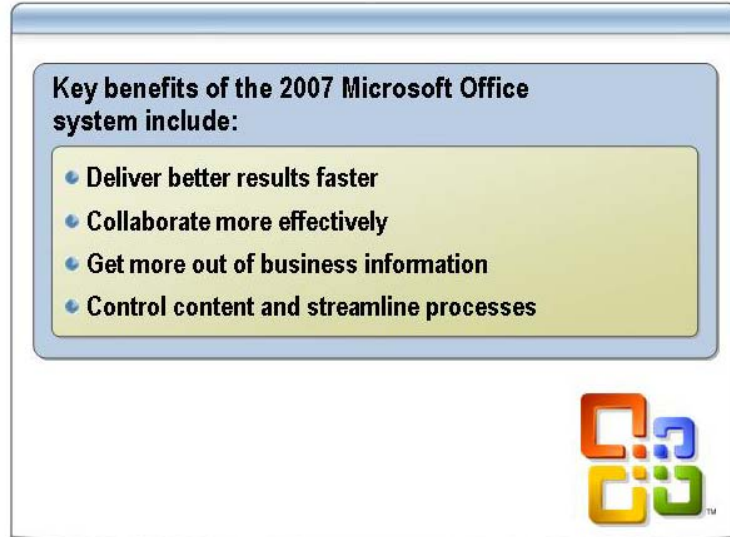 Key benefits of the 2007 Microsoft Office
system include:
Deliver better results faster
Collaborate more effectively
Get more out of business information
Control content and streamline processes
TM